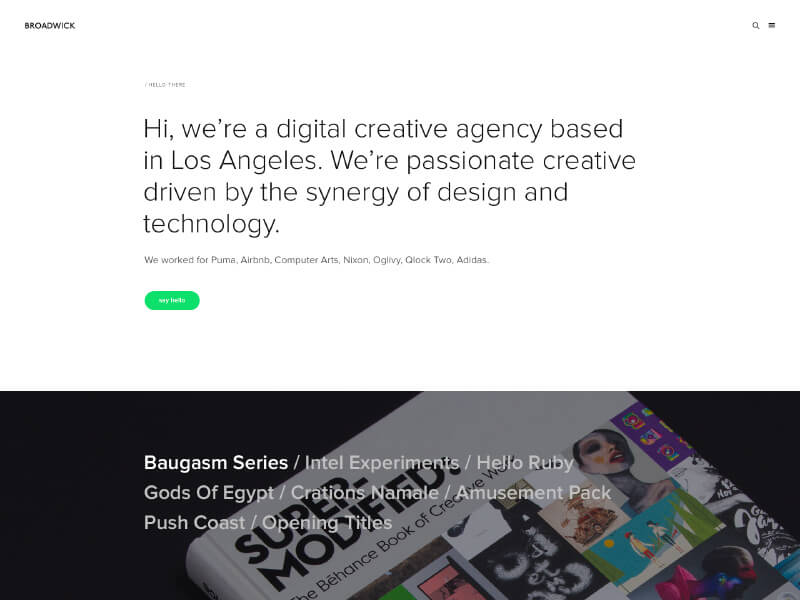 BROADWICK
/ HELLO THERE
Hi, we’re a digital creative agency based
in Los Angeles. We’re passionate creative
driven by the synergy of design and
technology.
We worked for Puma, Airbnb, Computer Arts, Nixon, Oglivy, Qlock Two, Adidas.
say hello
Baugasm Series / Intel Experiments / Hello Ruby
Gods Of Egypt / Crations Namale / Amusement Pack
Push Coast / Opening Titles
SUPER-
MODIFIED:
The Bēhance Book of Creative Work